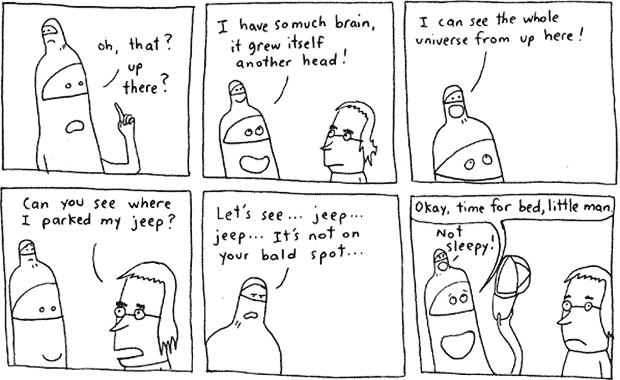 oh, that?
up
there?
I have so much brain,
it grew itself
another head!
I can see the whole
universe from up here!
Can you see where
I parked my jeep?
Let's see... jeep...
jeep... It's not on
your bald spot...
Okay, time for bed, little man.
Not
sleepy!